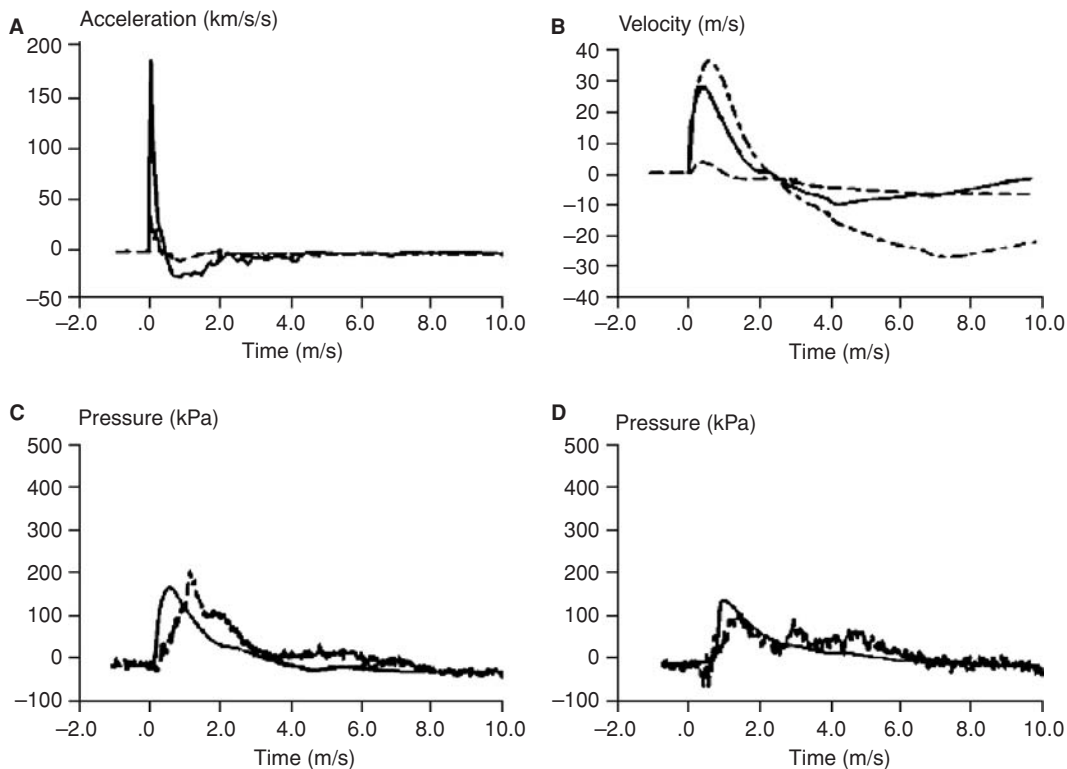 A Acceleration (km/s/s)
200
150
100
50
0
–50
–2.0 .0 2.0 4.0 6.0 8.0 10.0
Time (m/s)
B Velocity (m/s)
40
30
20
10
0
–10
–20
–30
–40
–2.0 .0 2.0 4.0 6.0 8.0 10.0
Time (m/s)
C Pressure (kPa)
500
400
300
200
100
0
–100
–2.0 .0 2.0 4.0 6.0 8.0 10.0
Time (m/s)
D Pressure (kPa)
500
400
300
200
100
0
–100
–2.0 .0 2.0 4.0 6.0 8.0 10.0
Time (m/s)